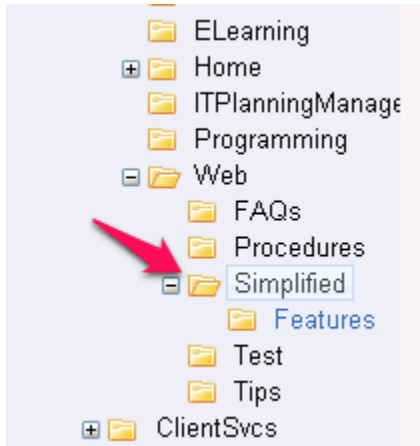 ELearning
Home
ITPlanningManage
Programming
Web
FAQs
Procedures
Simplified
Features
Test
Tips
ClientSvcs